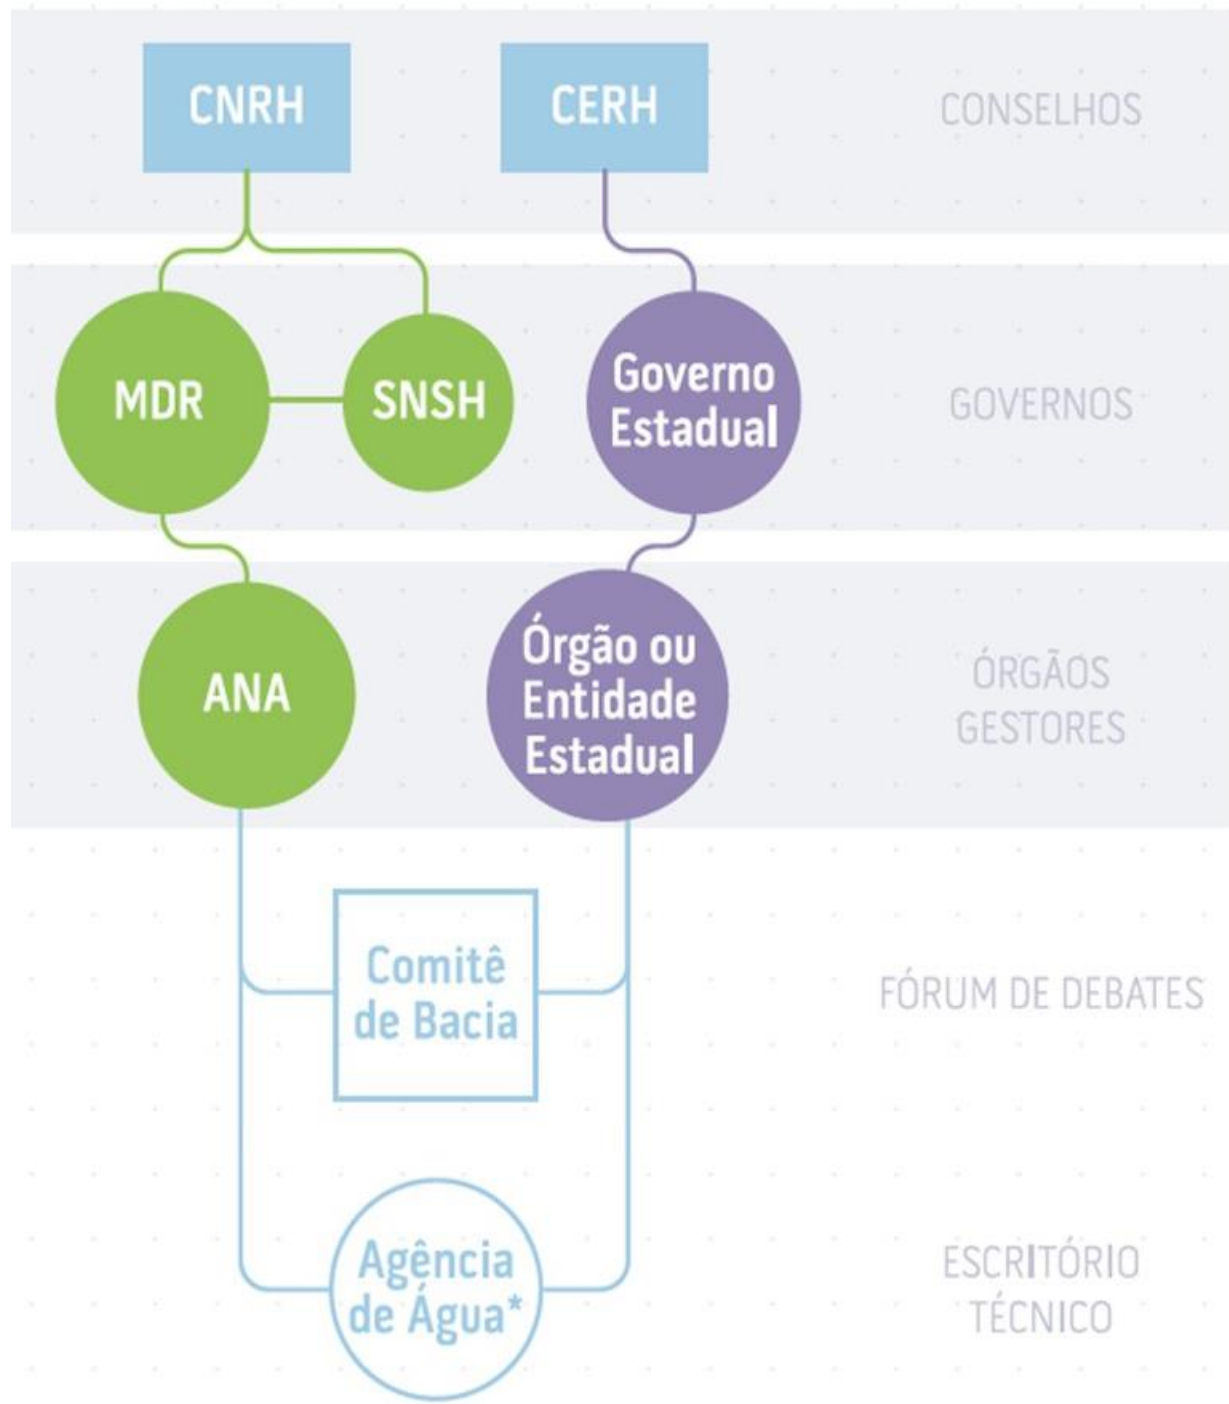 CNRH
CERH
CONSELHOS
MDR
SNSH
Governo
Estadual
GOVERNOS
ANA
Órgão ou
Entidade
Estadual
ÓRGÃOS
GESTORES
Comitê
de Bacia
FÓRUM DE DEBATES
Agência
de Água*
ESCRITÓRIO
TÉCNICO